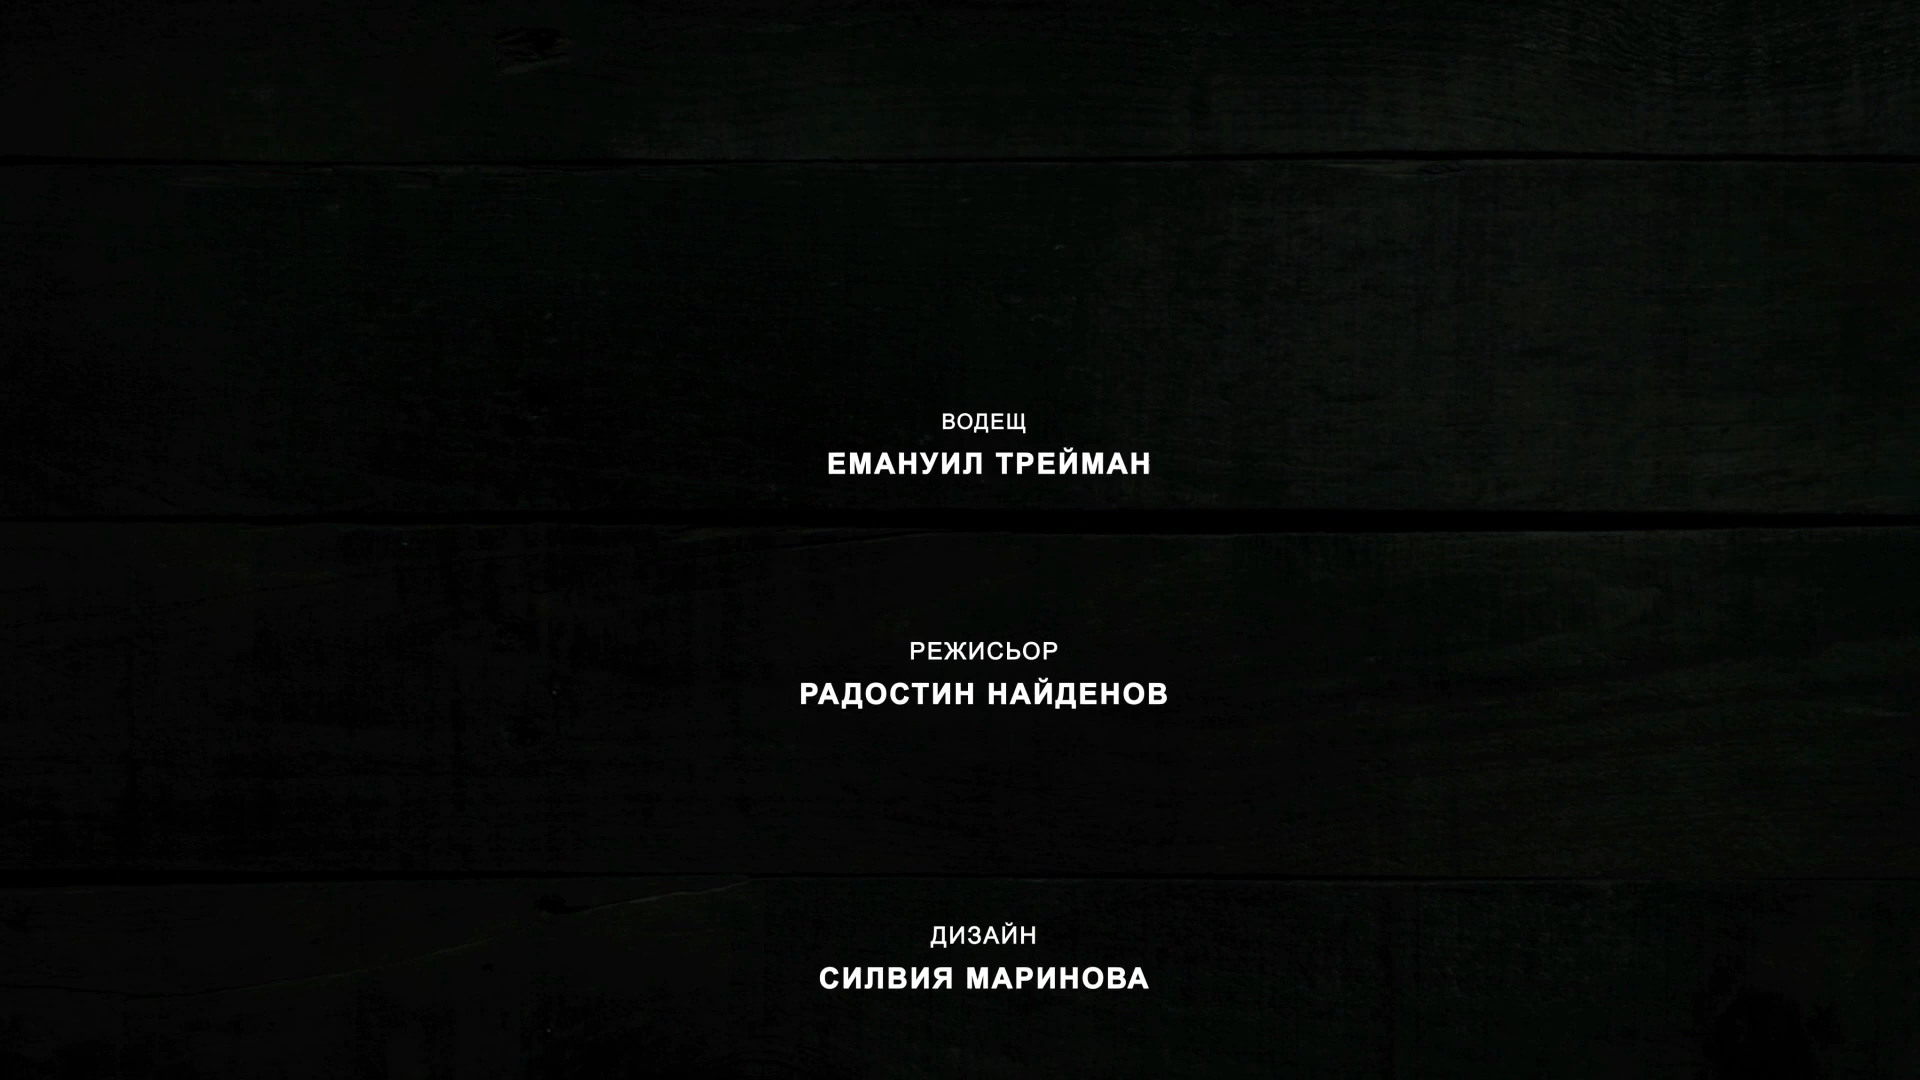 ВОДЕЩ
ЕМАНУИЛ ТРЕЙМАН
РЕЖИСЬОР
РАДОСТИН НАЙДЕНОВ
ДИЗАЙН
СИЛВИЯ МАРИНОВА